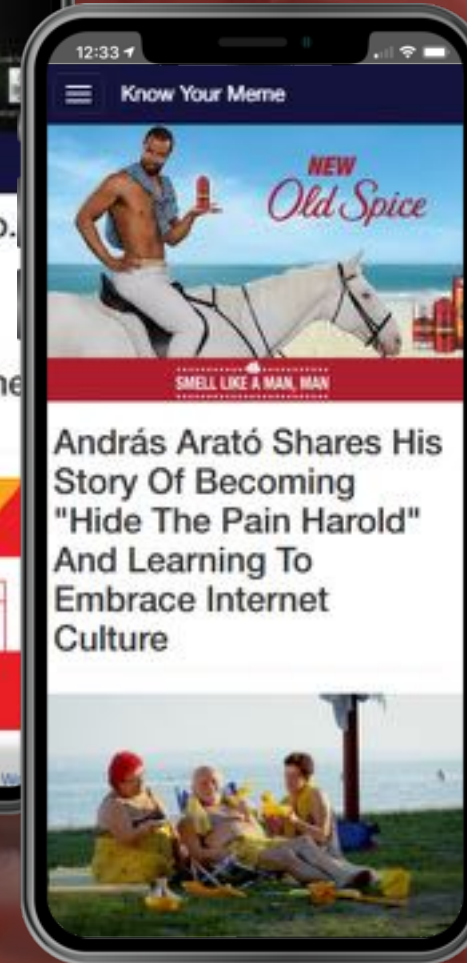 12:33
Know Your Meme
NEW
Old Spice
SMELL LIKE A MAN, MAN
András Arató Shares His
Story Of Becoming
"Hide The Pain Harold"
And Learning To
Embrace Internet
Culture